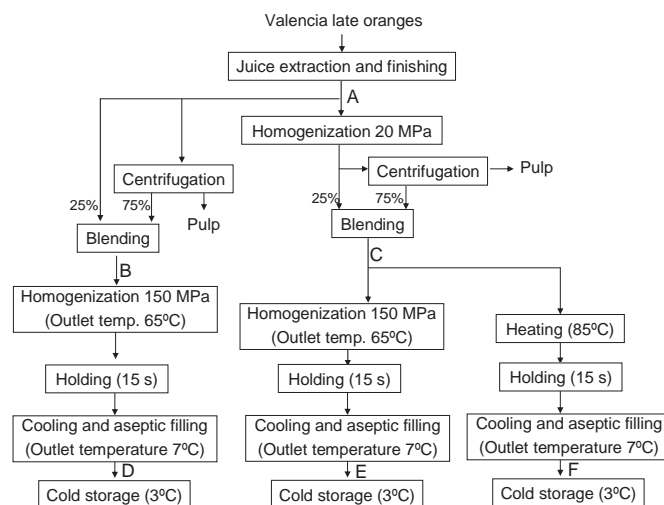 Valencia late oranges
Juice extraction and finishing
A
Homogenization 20 MPa
Centrifugation
Pulp
25%
75%
Blending
Centrifugation
Pulp
25%
75%
Blending
B
C
Homogenization 150 MPa
(Outlet temp. 65ºC)
Homogenization 150 MPa
(Outlet temp. 65ºC)
Heating (85ºC)
Holding (15 s)
Holding (15 s)
Holding (15 s)
Cooling and aseptic filling
(Outlet temperature 7ºC)
Cooling and aseptic filling
(Outlet temperature 7ºC)
Cooling and aseptic filling
(Outlet temperature 7ºC)
D
E
F
Cold storage (3ºC)
Cold storage (3ºC)
Cold storage (3ºC)